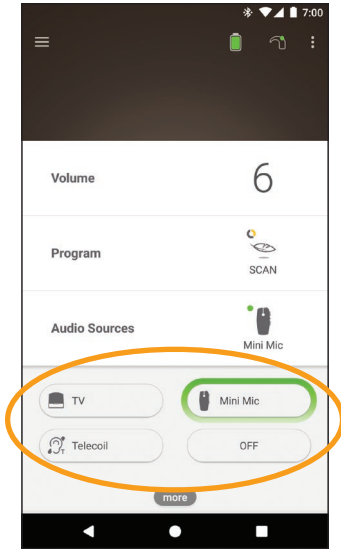 7:00
Volume 6
Program
SCAN
Audio Sources
Mini Mic
TV Mini Mic
T
Telecoil OFF
more